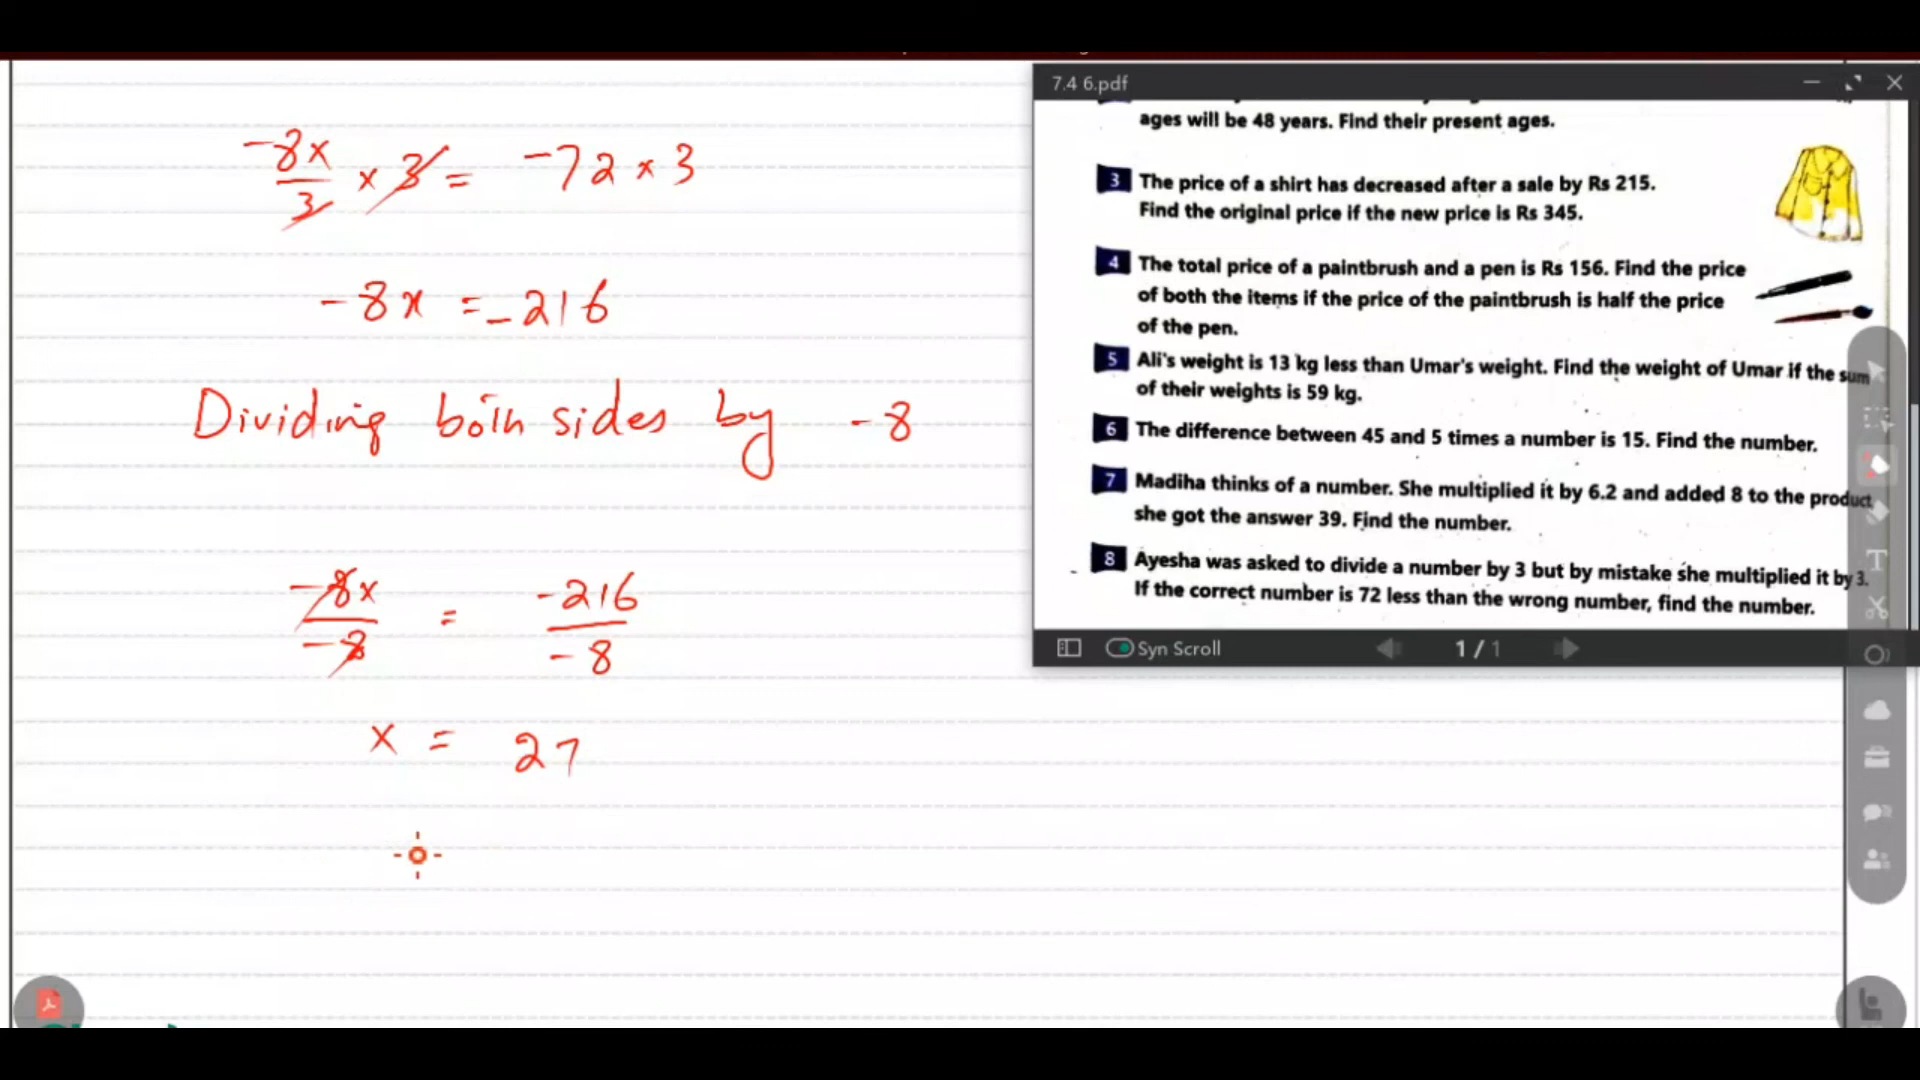 -8x/3 × 3 = -72 × 3
-8x = -216
Dividing both sides by -8
-8x/-8 = -216/-8
x = 27
7.4 6.pdf
ages will be 48 years. Find their present ages.
3 The price of a shirt has decreased after a sale by Rs 215.
Find the original price if the new price is Rs 345.
4 The total price of a paintbrush and a pen is Rs 156. Find the price
of both the items if the price of the paintbrush is half the price
of the pen.
5 Ali's weight is 13 kg less than Umar's weight. Find the weight of Umar if the sum
of their weights is 59 kg.
6 The difference between 45 and 5 times a number is 15. Find the number.
7 Madiha thinks of a number. She multiplied it by 6.2 and added 8 to the product
she got the answer 39. Find the number.
8 Ayesha was asked to divide a number by 3 but by mistake she multiplied it by 3.
If the correct number is 72 less than the wrong number, find the number.
Syn Scroll
1 / 1
T